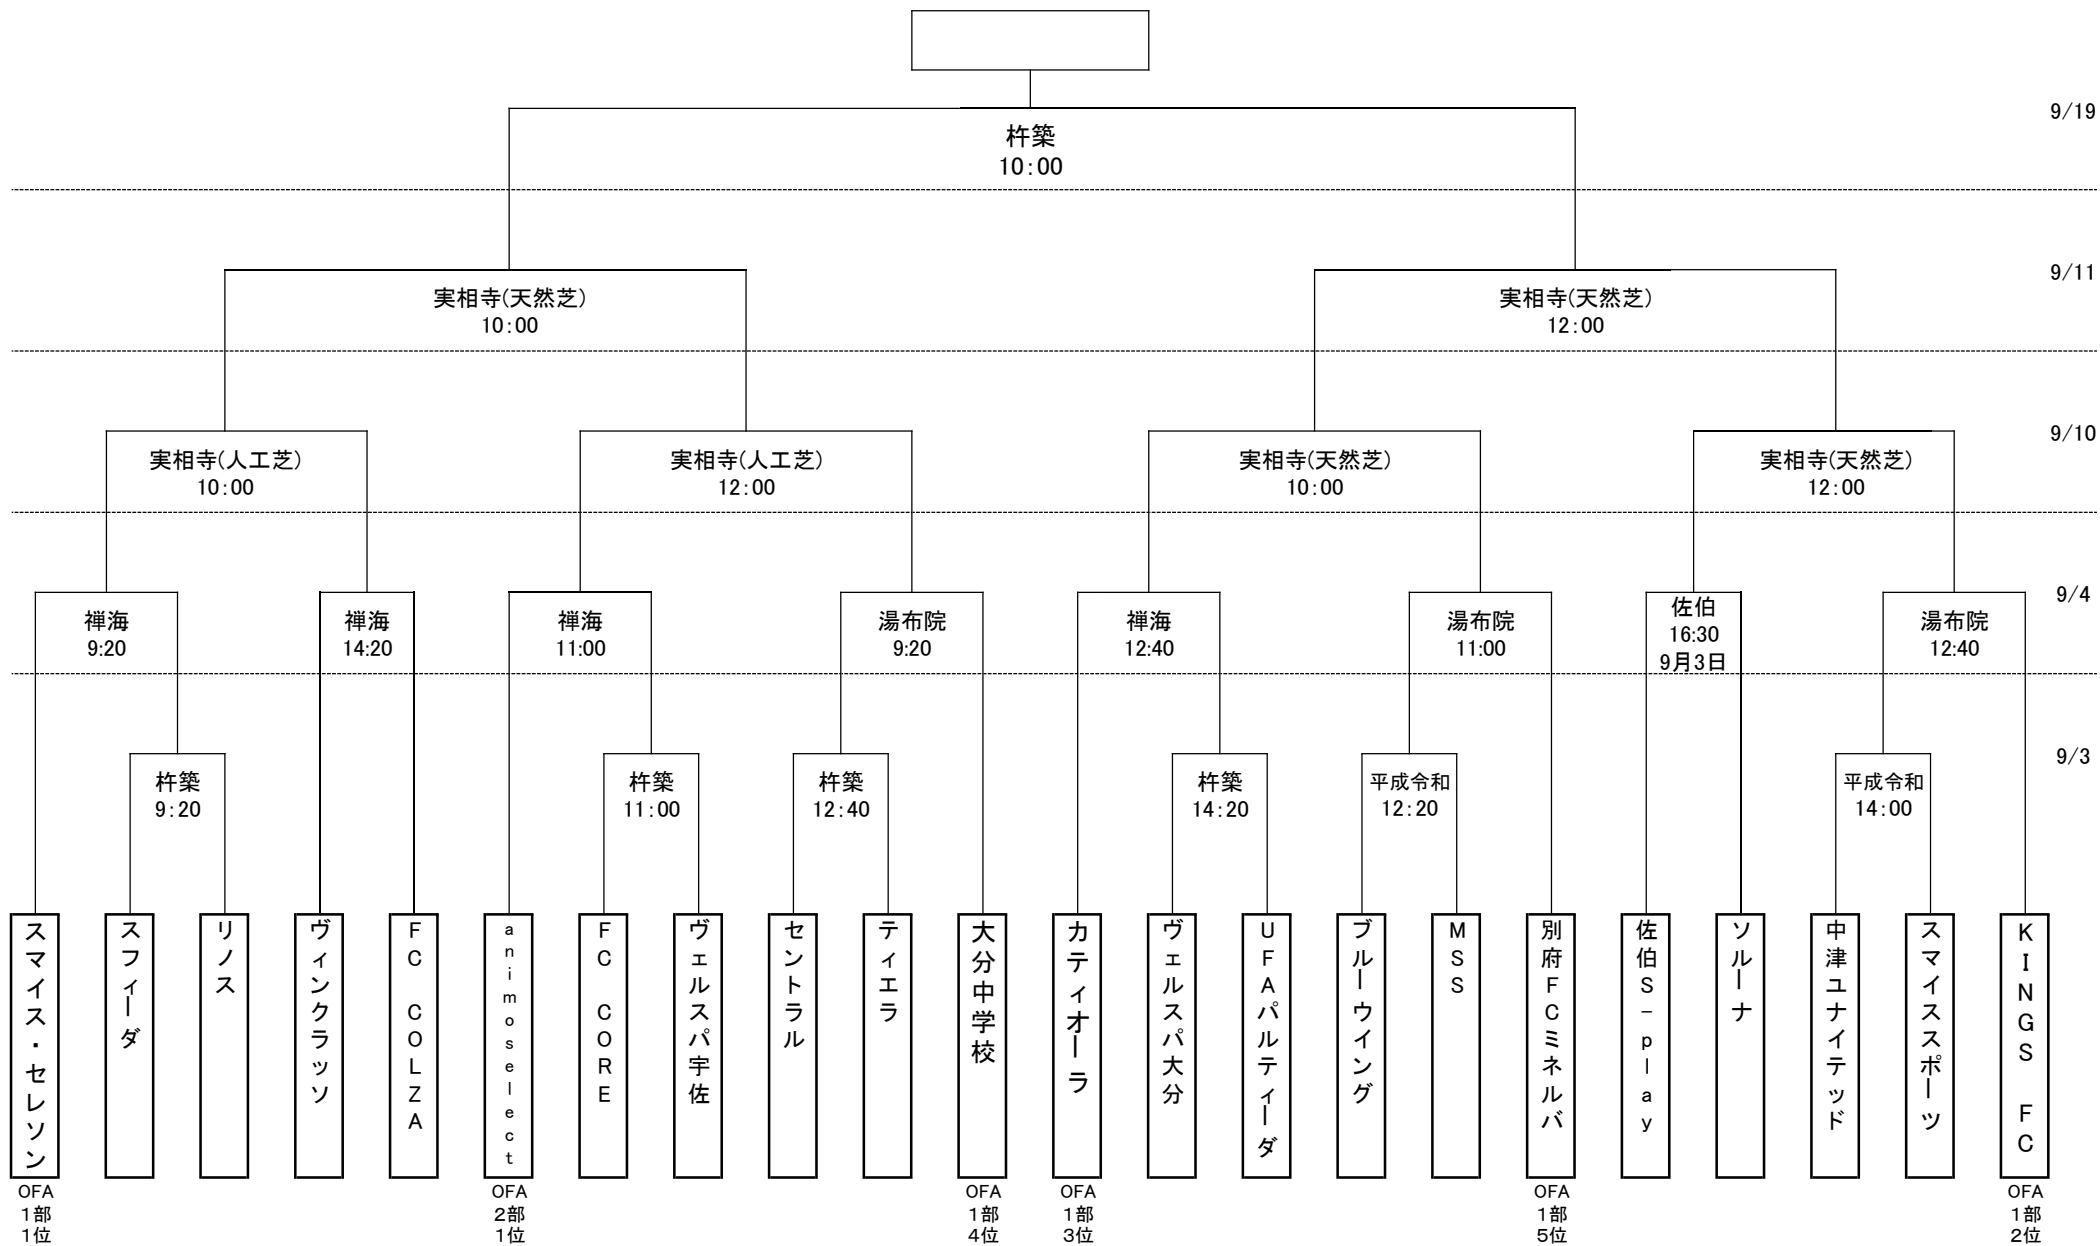 9/19
杵築
10:00
9/11
実相寺(天然芝)
10:00
実相寺(天然芝)
12:00
9/10
実相寺(人工芝)
10:00
実相寺(人工芝)
12:00
実相寺(天然芝)
10:00
実相寺(天然芝)
12:00
9/4
禅海
9:20
禅海
14:20
禅海
11:00
湯布院
9:20
禅海
12:40
湯布院
11:00
佐伯
16:30
9月3日
湯布院
12:40
9/3
杵築
9:20
杵築
11:00
杵築
12:40
杵築
14:20
平成令和
12:20
平成令和
14:00
スマイス・セレソン
スフィーダ
リノス
ヴィンクラッソ
FC COLZA
animoselect
FC CORE
ヴェルスパ宇佐
セントラル
ティエラ
大分中学校
カティオーラ
ヴェルスパ大分
UFAパルティーダ
ブルーウイング
MSS
別府FCミネルバ
佐伯S-play
ソルーナ
中津ユナイテッド
スマイススポーツ
KINGS FC
OFA
1部
1位
OFA
2部
1位
OFA
1部
4位
OFA
1部
3位
OFA
1部
5位
OFA
1部
2位